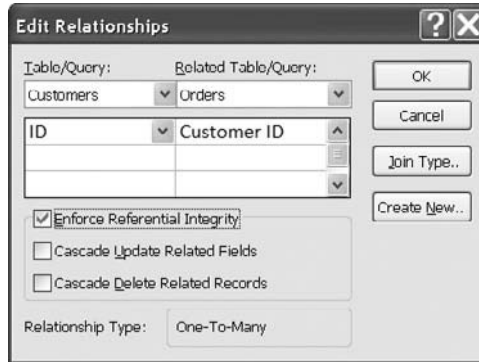 Edit Relationships
Table/Query: Related Table/Query:
Customers Orders
ID Customer ID
Enforce Referential Integrity
Cascade Update Related Fields
Cascade Delete Related Records
Relationship Type: One-To-Many
OK
Cancel
Join Type..
Create New..